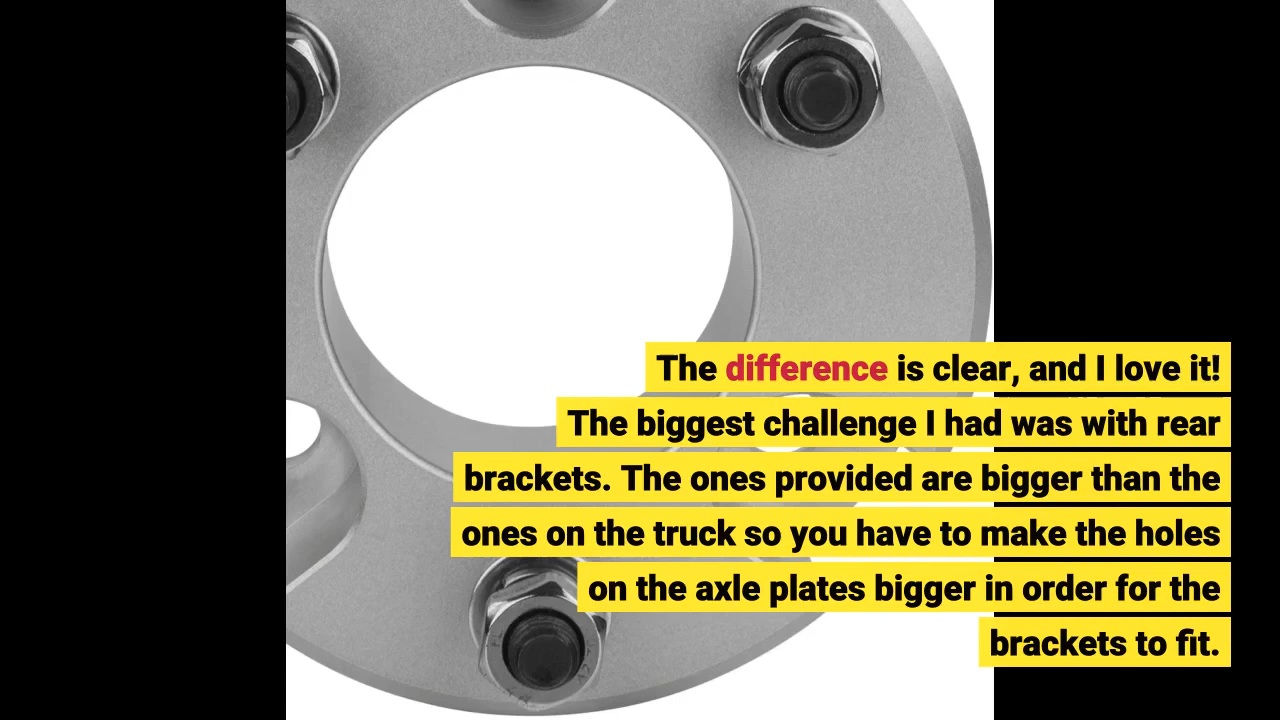 The difference is clear, and I love it!
The biggest challenge I had was with rear
brackets. The ones provided are bigger than the
ones on the truck so you have to make the holes
on the axle plates bigger in order for the
brackets to fit.